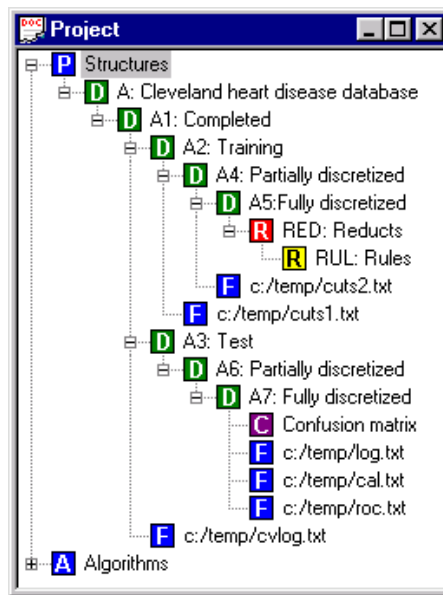 DOC Project
P Structures
D A: Cleveland heart disease database
D A1: Completed
D A2: Training
D A4: Partially discretized
D A5:Fully discretized
R RED: Reducts
R RUL: Rules
F c:/temp/cuts2.txt
F c:/temp/cuts1.txt
D A3: Test
D A6: Partially discretized
D A7: Fully discretized
C Confusion matrix
F c:/temp/log.txt
F c:/temp/cal.txt
F c:/temp/roc.txt
F c:/temp/cvlog.txt
A Algorithms